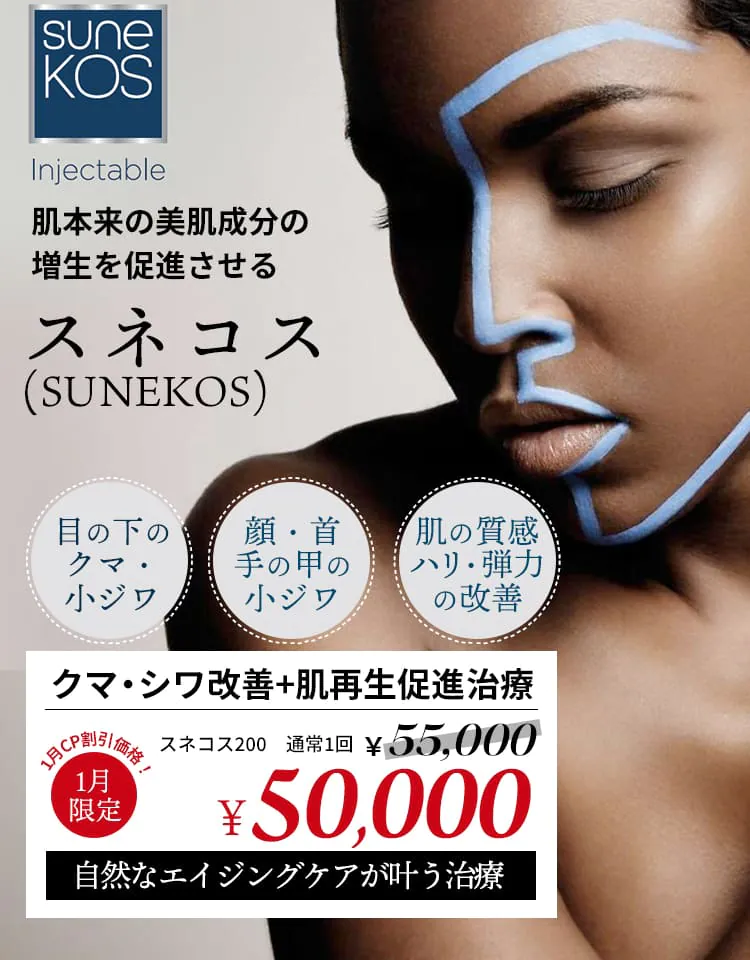 sune
KOS
Injectable
肌本来の美肌成分の
増生を促進させる
スネコス
(SUNEKOS)
目の下の
クマ・
小ジワ
顔・首
手の甲の
小ジワ
肌の質感
ハリ・弾力
の改善
クマ・シワ改善+肌再生促進治療
1月CP割引価格！
1月
限定
スネコス200 通常1回 ¥55,000
¥50,000
自然なエイジングケアが叶う治療